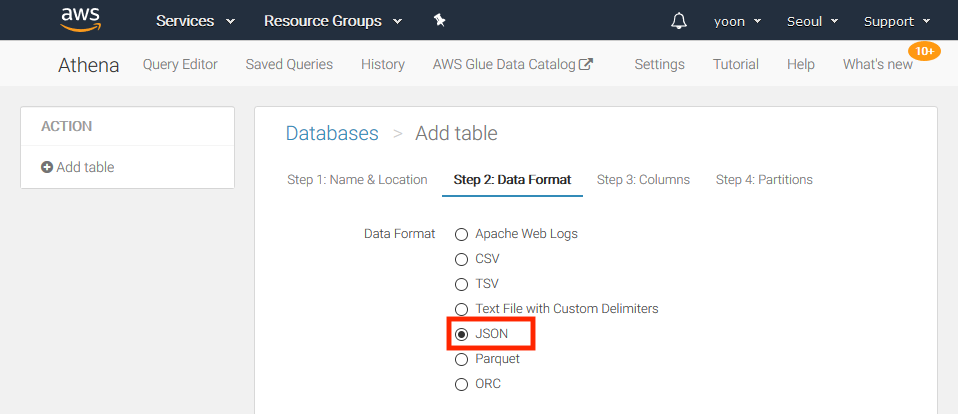 aws Services Resource Groups yoon Seoul Support
10+
Athena Query Editor Saved Queries History AWS Glue Data Catalog Settings Tutorial Help What's new
ACTION
Add table
Databases > Add table
Step 1: Name & Location Step 2: Data Format Step 3: Columns Step 4: Partitions
Data Format Apache Web Logs
CSV
TSV
Text File with Custom Delimiters
JSON
Parquet
ORC